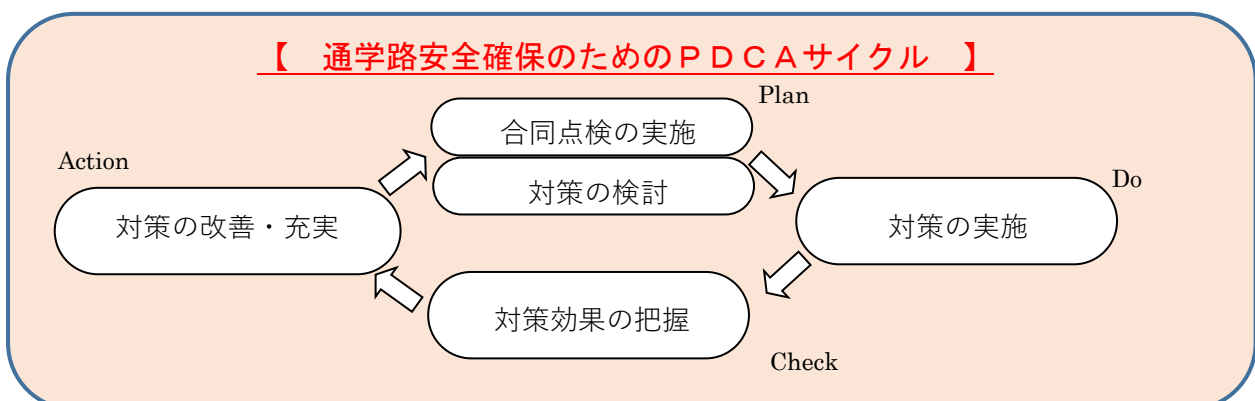 【　通学路安全確保のためのＰＤＣＡサイクル　】
Plan
合同点検の実施
対策の検討
Do
対策の実施
Check
対策効果の把握
Action
対策の改善・充実